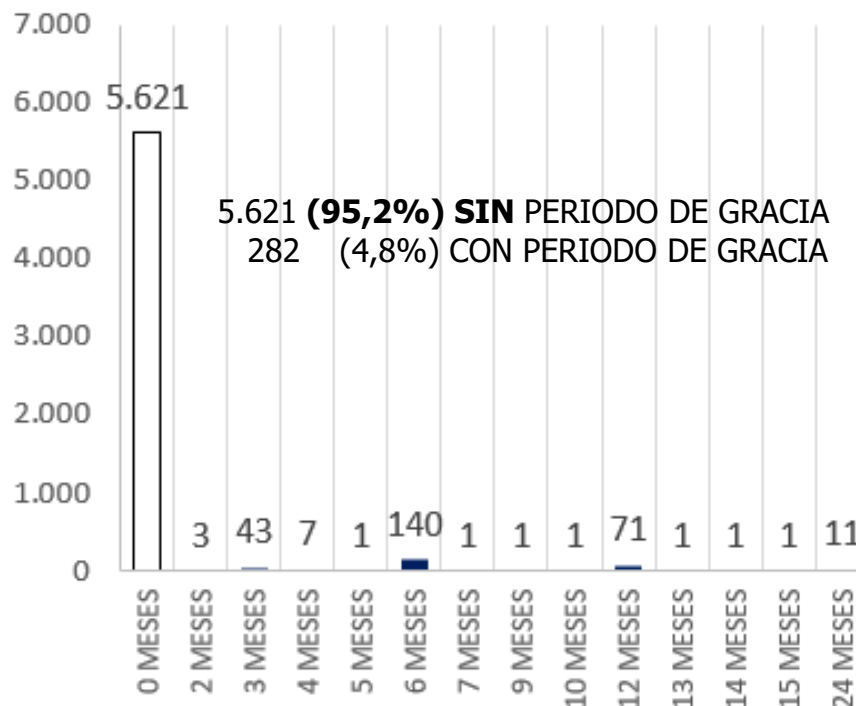 7.000
6.000
5.000
4.000
3.000
2.000
1.000
0
5.621
5.621 (95,2%) SIN PERIODO DE GRACIA
282 (4,8%) CON PERIODO DE GRACIA
3 43 7 1 140 1 1 1 71 1 1 1 11
0 MESES
2 MESES
3 MESES
4 MESES
5 MESES
6 MESES
7 MESES
9 MESES
10 MESES
12 MESES
13 MESES
14 MESES
15 MESES
24 MESES